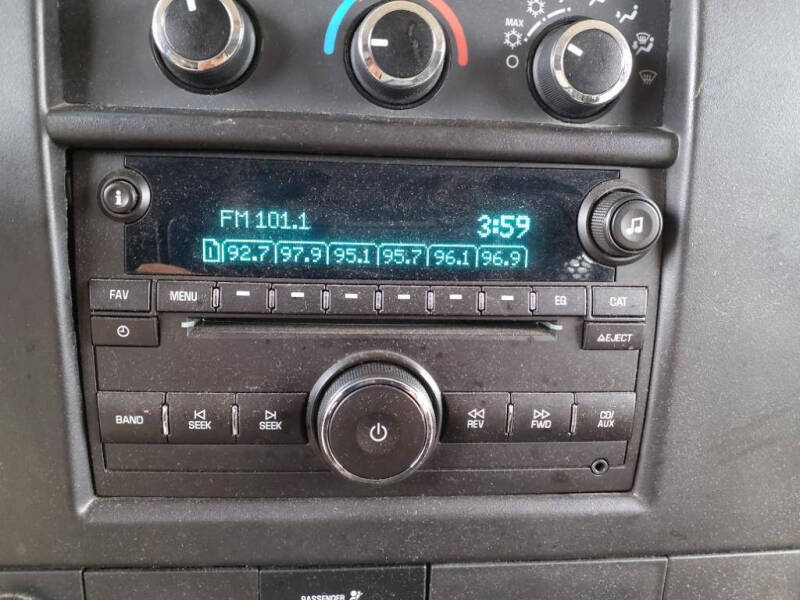 MAX
i
FM 101.1 3:59
1 92.7 97.9 95.1 95.7 96.1 96.9
FAV MENU EQ CAT
EJECT
BAND SEEK SEEK REV FWD CD/
AUX
PASSENGER